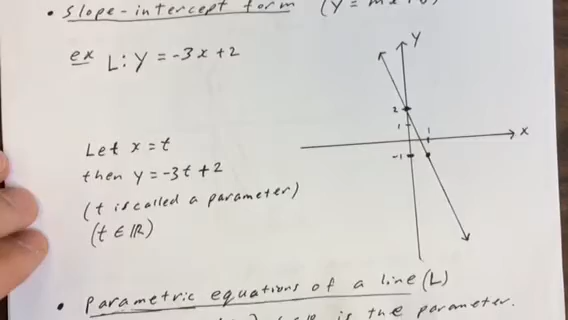 • slope-intercept form (y = mx + b)
ex L: y = -3x + 2
Let x = t
then y = -3t + 2
(t is called a parameter)
(t ∈ ℝ)
y
2
1
1
x
-1
• parametric equations of a line (L)
is the parameter.